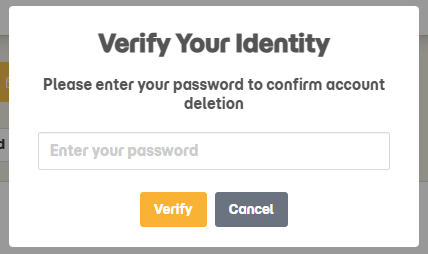 Verify Your Identity
Please enter your password to confirm account
deletion
Enter your password
Verify
Cancel